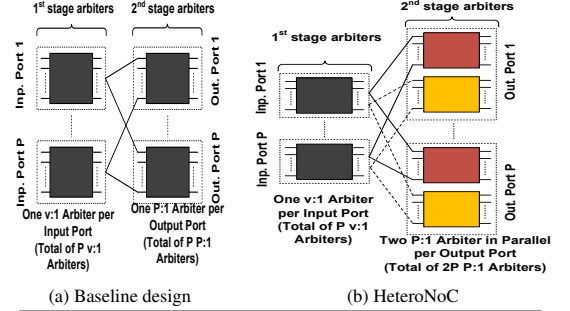 1st stage arbiters
2nd stage arbiters
Inp. Port 1
Out. Port 1
Inp. Port P
Out. Port P
One v:1 Arbiter per
Input Port
(Total of P v:1
Arbiters)
One P:1 Arbiter per
Output Port
(Total of P P:1
Arbiters)
(a) Baseline design
2nd stage arbiters
1st stage arbiters
Inp. Port 1
Out. Port 1
Inp. Port P
Out. Port P
One v:1 Arbiter
per Input Port
(Total of P v:1
Arbiters)
Two P:1 Arbiter in Parallel
per Output Port
(Total of 2P P:1 Arbiters)
(b) HeteroNoC